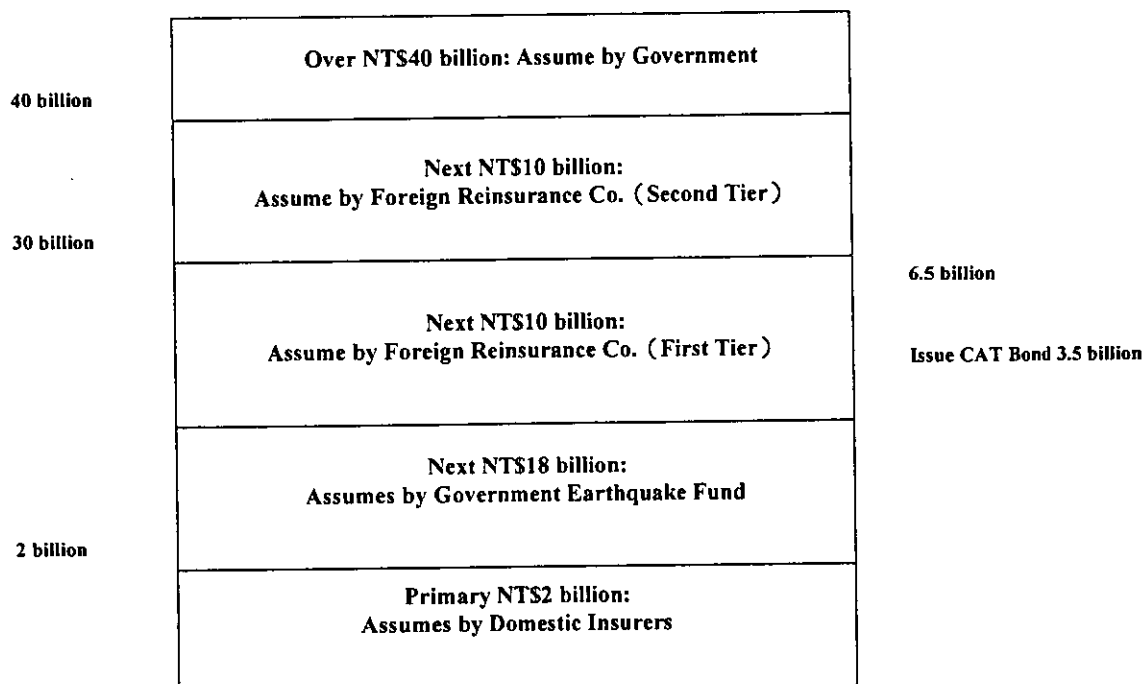 Over NT$40 billion: Assume by Government
40 billion
Next NT$10 billion:
Assume by Foreign Reinsurance Co.（Second Tier）
30 billion
6.5 billion
Next NT$10 billion:
Assume by Foreign Reinsurance Co.（First Tier）
Issue CAT Bond 3.5 billion
Next NT$18 billion:
Assumes by Government Earthquake Fund
2 billion
Primary NT$2 billion:
Assumes by Domestic Insurers